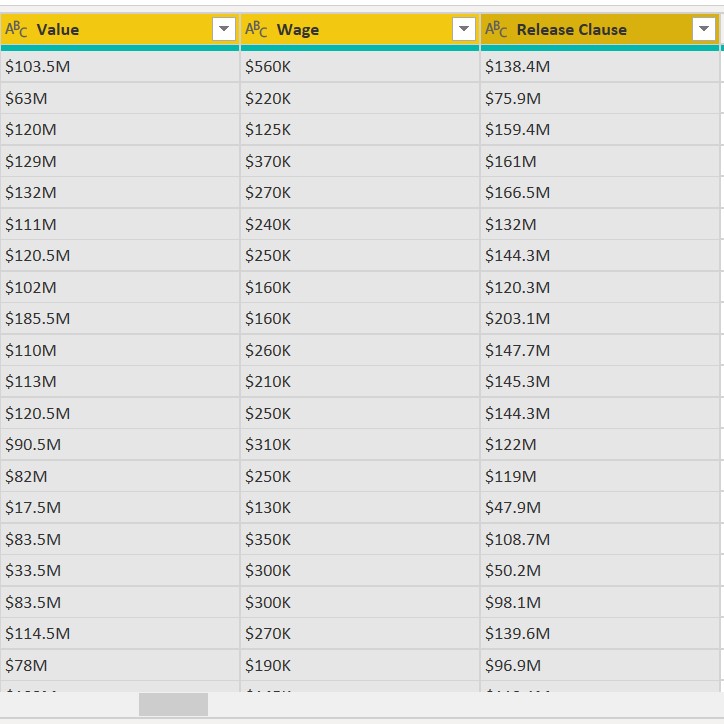 ABC Value ABC Wage ABC Release Clause
$103.5M $560K $138.4M
$63M $220K $75.9M
$120M $125K $159.4M
$129M $370K $161M
$132M $270K $166.5M
$111M $240K $132M
$120.5M $250K $144.3M
$102M $160K $120.3M
$185.5M $160K $203.1M
$110M $260K $147.7M
$113M $210K $145.3M
$120.5M $250K $144.3M
$90.5M $310K $122M
$82M $250K $119M
$17.5M $130K $47.9M
$83.5M $350K $108.7M
$33.5M $300K $50.2M
$83.5M $300K $98.1M
$114.5M $270K $139.6M
$78M $190K $96.9M